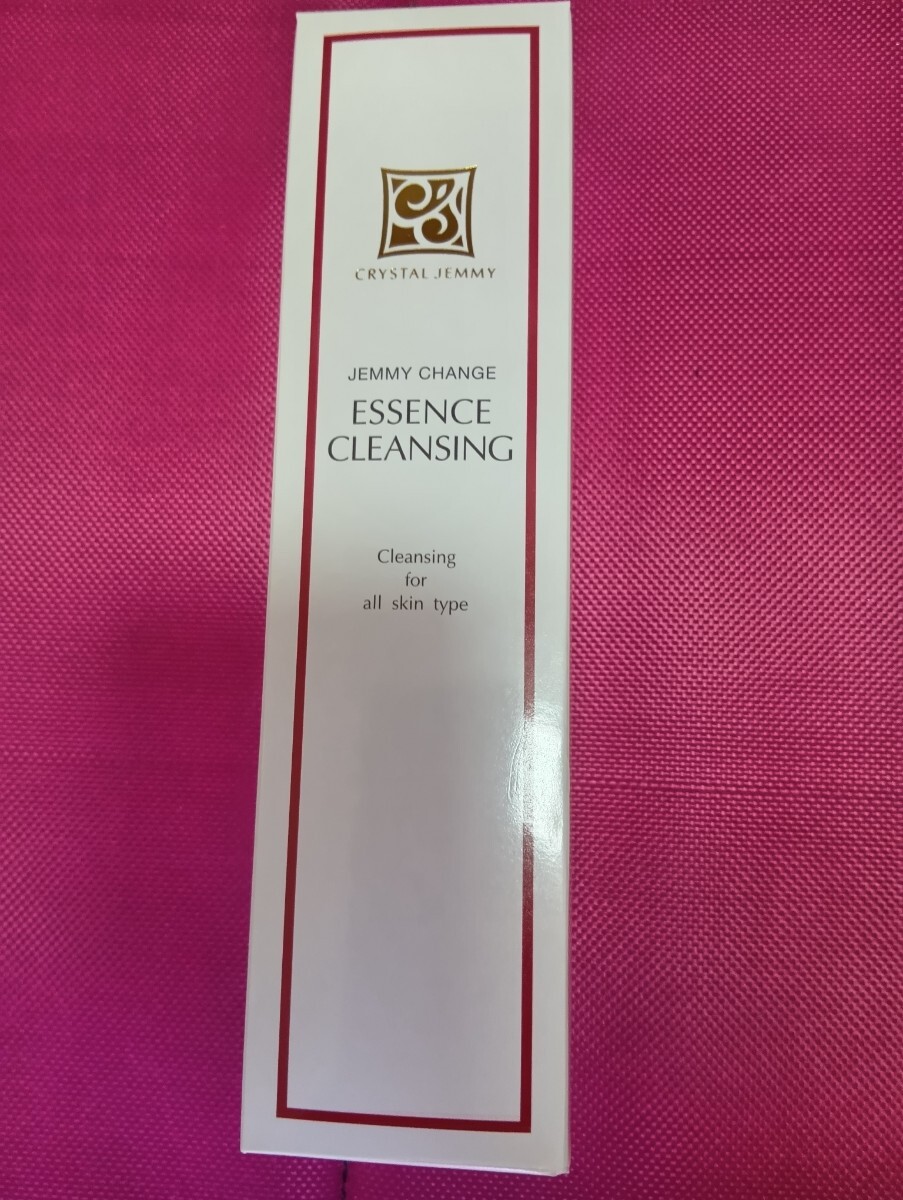 CRYSTAL JEMMY
JEMMY CHANGE
ESSENCE
CLEANSING
Cleansing
for
all skin type